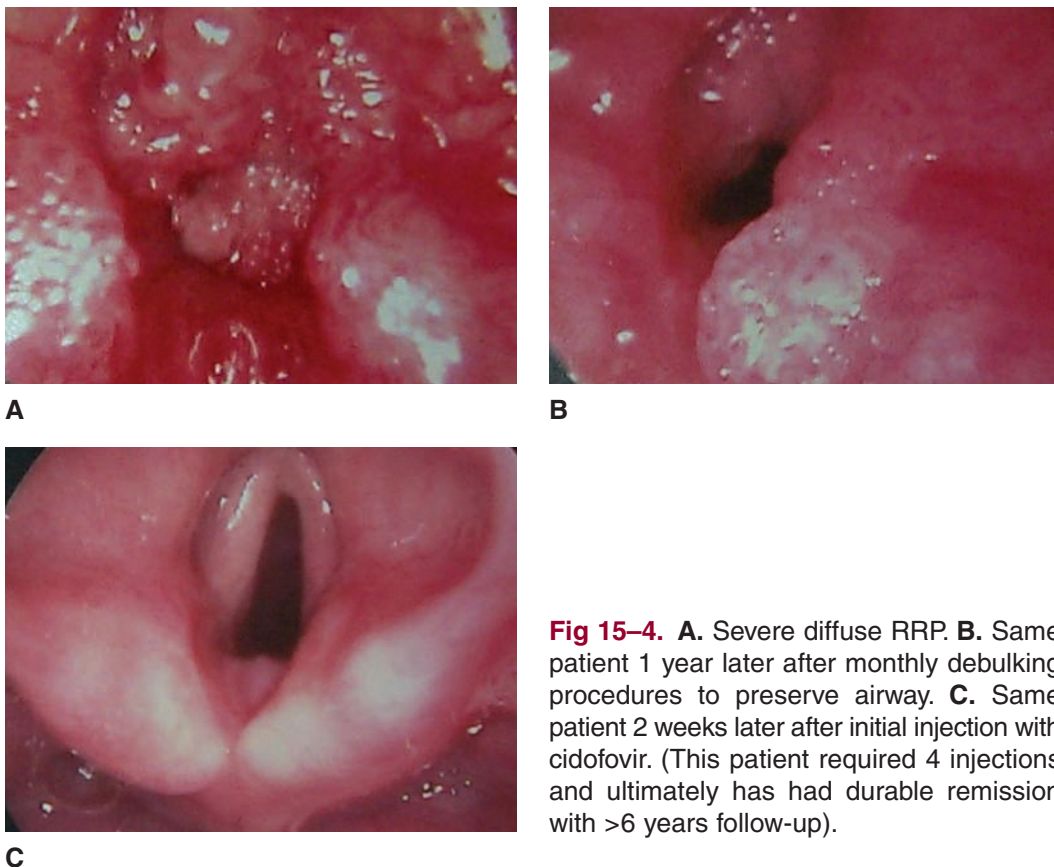 A
B
C
Fig 15–4. A. Severe diffuse RRP. B. Same
patient 1 year later after monthly debulking
procedures to preserve airway. C. Same
patient 2 weeks later after initial injection with
cidofovir. (This patient required 4 injections
and ultimately has had durable remission
with >6 years follow-up).